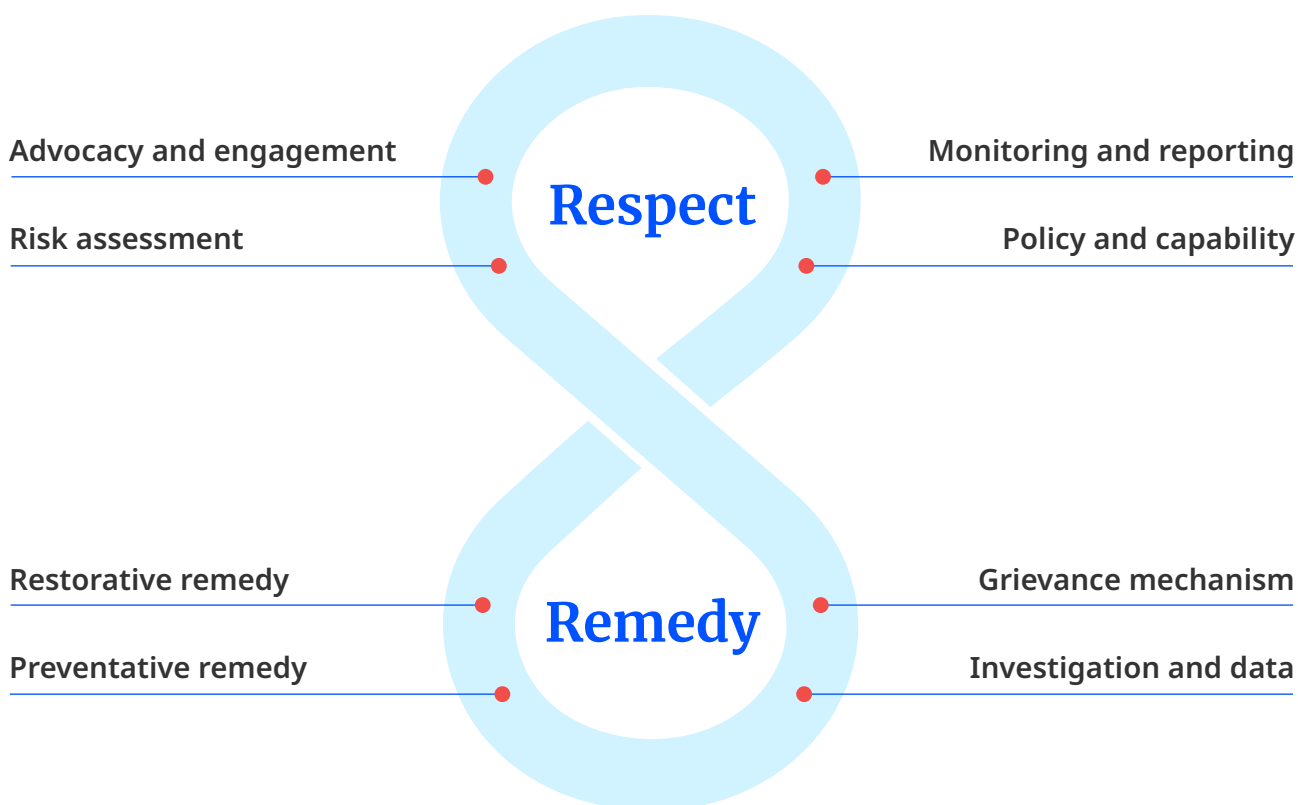 Advocacy and engagement
Monitoring and reporting
Respect
Risk assessment
Policy and capability
Restorative remedy
Grievance mechanism
Remedy
Preventative remedy
Investigation and data